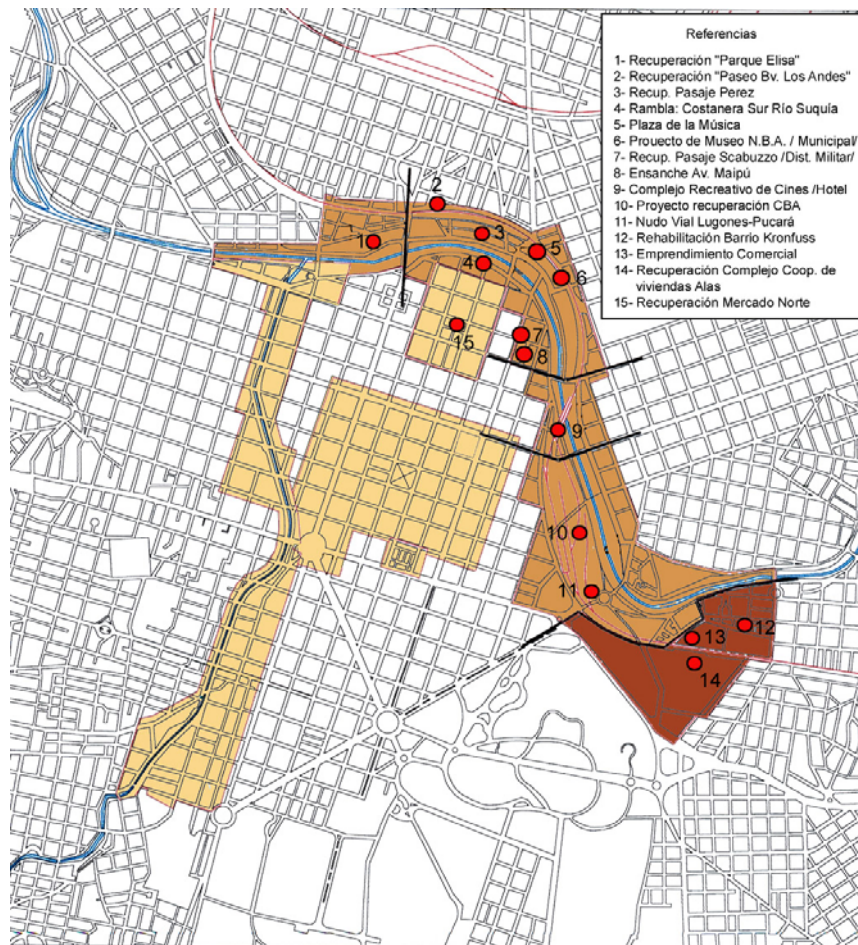 Referencias
1- Recuperación "Parque Elisa"
2- Recuperación "Paseo Bv. Los Andes"
3- Recup. Pasaje Perez
4- Rambla: Costanera Sur Río Suquía
5- Plaza de la Música
6- Prouecto de Museo N.B.A. / Municipal/
7- Recup. Pasaje Scabuzzo /Dist. Militar/
8- Ensanche Av. Maipú
9- Complejo Recreativo de Cines /Hotel
10- Proyecto recuperación CBA
11- Nudo Vial Lugones-Pucará
12- Rehabilitación Barrio Kronfuss
13- Emprendimiento Comercial
14- Recuperación Complejo Coop. de
viviendas Alas
15- Recuperación Mercado Norte
2
1
3
5
4
6
15
7
8
9
10
11
12
13
14